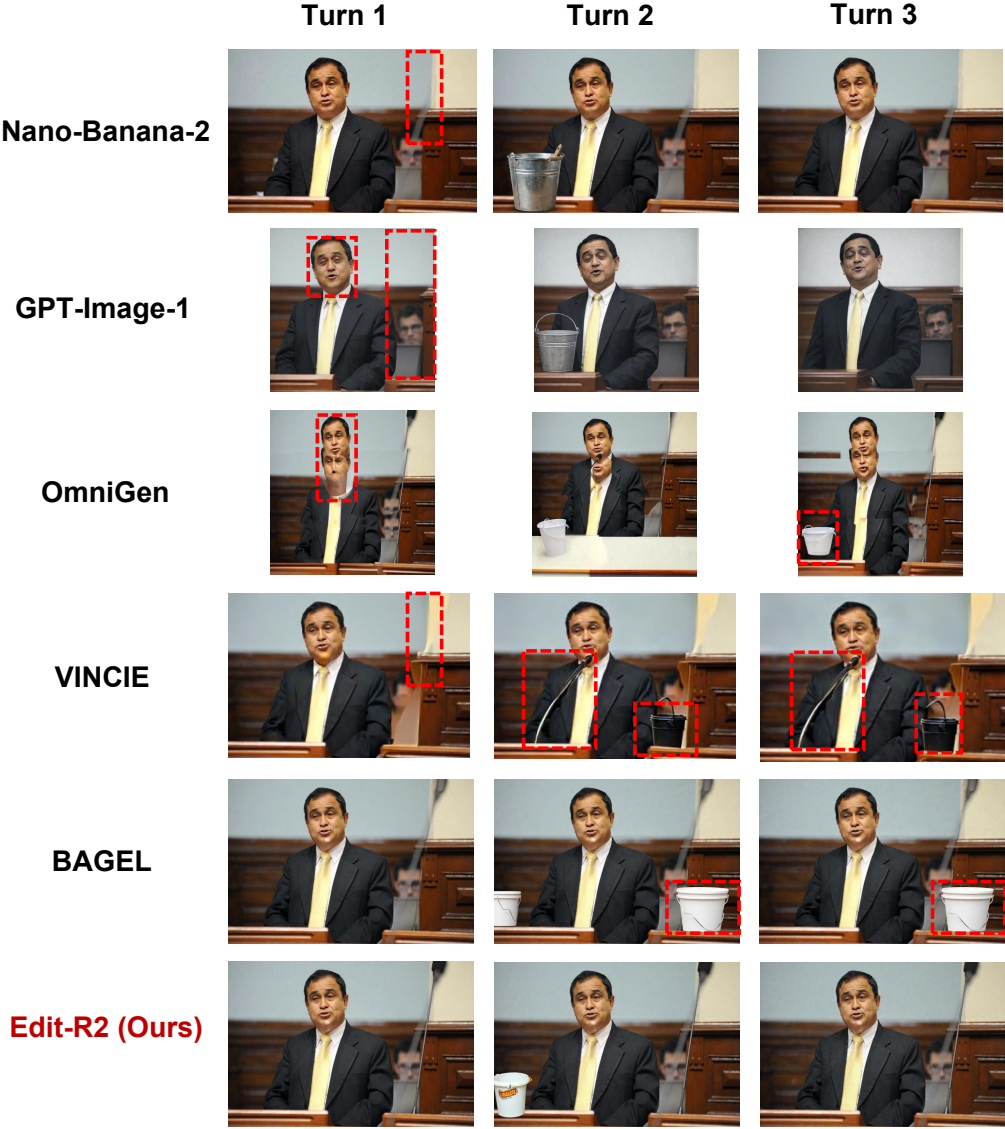 Turn 1 Turn 2 Turn 3
Nano-Banana-2
GPT-Image-1
OmniGen
VINCIE
BAGEL
Edit-R2 (Ours)